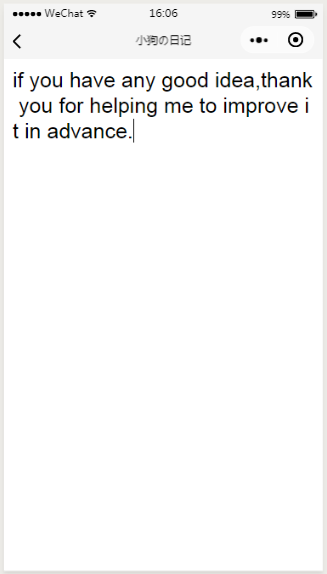 WeChat 16:06 99%
小狗の日记
if you have any good idea,thank
you for helping me to improve i
t in advance.